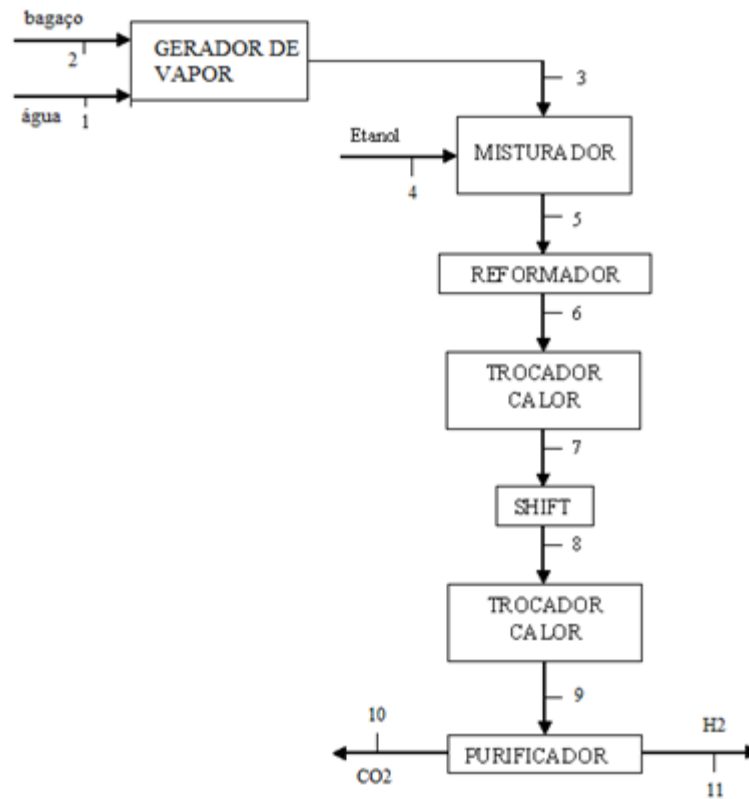 bagaço
2
GERADOR DE
VAPOR
água
1
3
Etanol
4
MISTURADOR
5
REFORMADOR
6
TROCADOR
CALOR
7
SHIFT
8
TROCADOR
CALOR
9
10
CO2
PURIFICADOR
H2
11